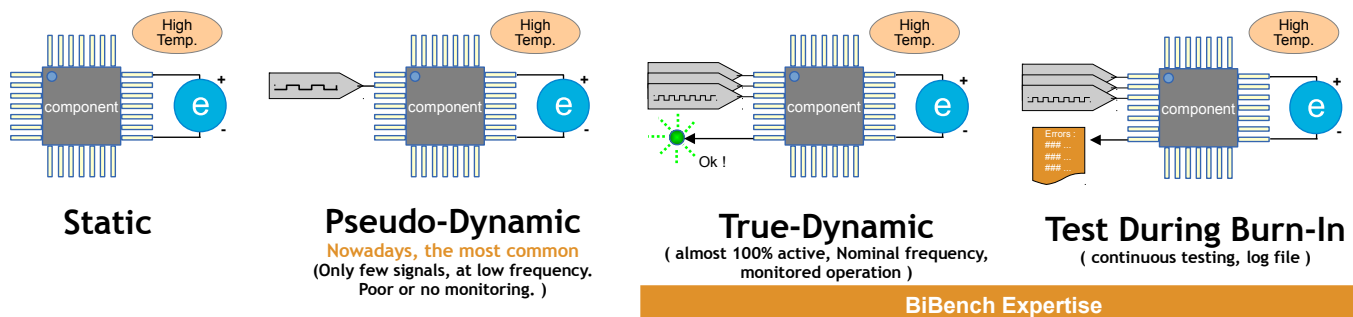 High
Temp.
component
e
+
-
Static
High
Temp.
component
e
+
-
Pseudo-Dynamic
Nowadays, the most common
(Only few signals, at low frequency.
Poor or no monitoring. )
High
Temp.
component
e
+
-
Ok !
True-Dynamic
( almost 100% active, Nominal frequency,
monitored operation )
High
Temp.
component
e
+
-
Errors :
### ...
### ...
### ...
Test During Burn-In
( continuous testing, log file )
BiBench Expertise